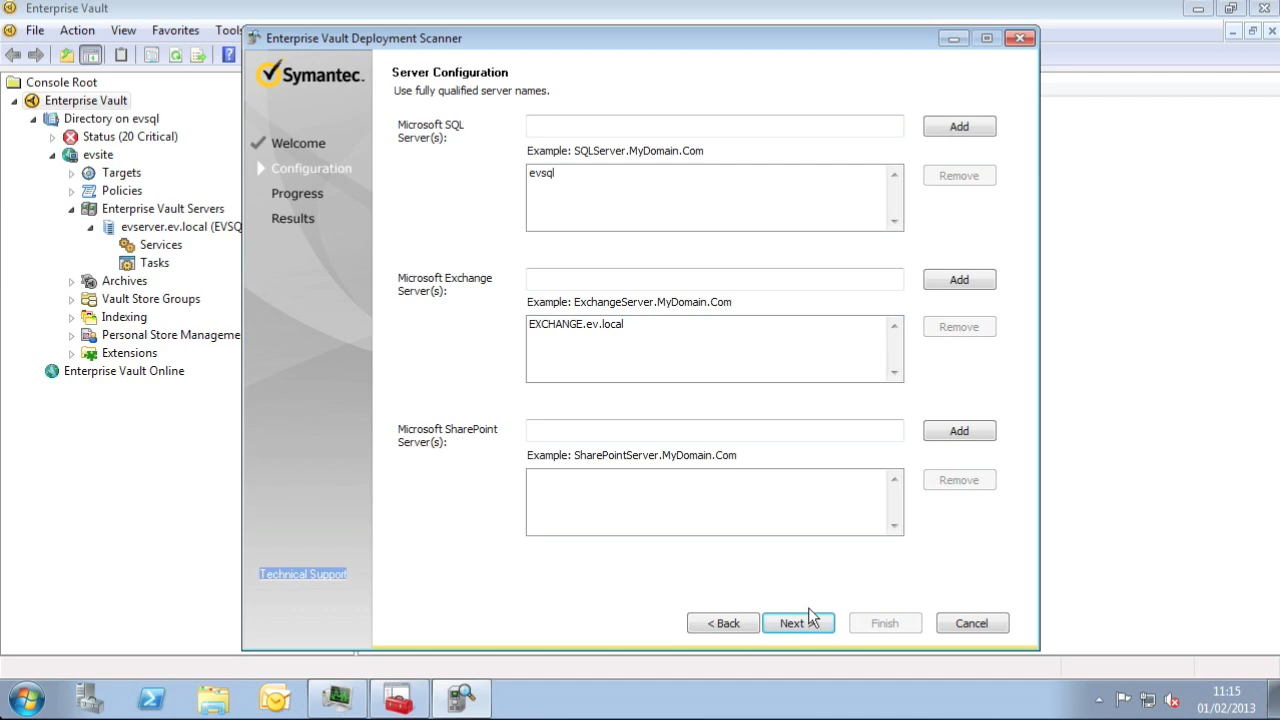 Enterprise Vault
File Action View Favorites Tools
Enterprise Vault Deployment Scanner
Console Root
Enterprise Vault
Directory on evsql
Status (20 Critical)
evsite
Targets
Policies
Enterprise Vault Servers
evserver.ev.local (EVSQ
Services
Tasks
Archives
Vault Store Groups
Indexing
Personal Store Manageme
Extensions
Enterprise Vault Online
Symantec.
Welcome
Configuration
Progress
Results
Technical Support
Server Configuration
Use fully qualified server names.
Microsoft SQL
Server(s):
Add
Example: SQLServer.MyDomain.Com
evsql
Remove
Microsoft Exchange
Server(s):
Add
Example: ExchangeServer.MyDomain.Com
EXCHANGE.ev.local
Remove
Microsoft SharePoint
Server(s):
Add
Example: SharePointServer.MyDomain.Com
Remove
< Back Next Finish Cancel
11:15
01/02/2013